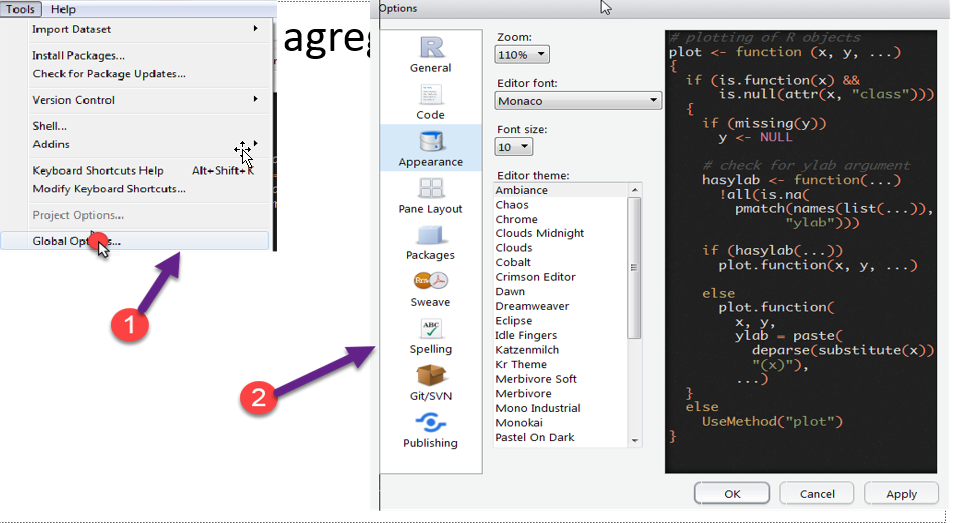 Tools Help
Import Dataset
Install Packages...
Check for Package Updates...
Version Control
Shell...
Addins
Keyboard Shortcuts Help Alt+Shift+K
Modify Keyboard Shortcuts...
Project Options...
Global Options...
1
2
Options
R
General
Code
Appearance
Pane Layout
Packages
Sweave
ABC
Spelling
Git/SVN
Publishing
Zoom:
110%
Editor font:
Monaco
Font size:
10
Editor theme:
Ambiance
Chaos
Chrome
Clouds Midnight
Clouds
Cobalt
Crimson Editor
Dawn
Dreamweaver
Eclipse
Idle Fingers
Katzenmilch
Kr Theme
Merbivore Soft
Merbivore
Mono Industrial
Monokai
Pastel On Dark
# plotting of R objects
plot <- function (x, y, ...)
{
if (is.function(x) &&
is.null(attr(x, "class")))
{
if (missing(y))
y <- NULL
# check for ylab argument
hasylab <- function(...)
!all(is.na(
pmatch(names(list(...)),
"ylab")))
if (hasylab(...))
plot.function(x, y, ...)
else
plot.function(
x, y,
ylab = paste(
deparse(substitute(x))
"(x)"),
...)
}
else
UseMethod("plot")
}
OK Cancel Apply